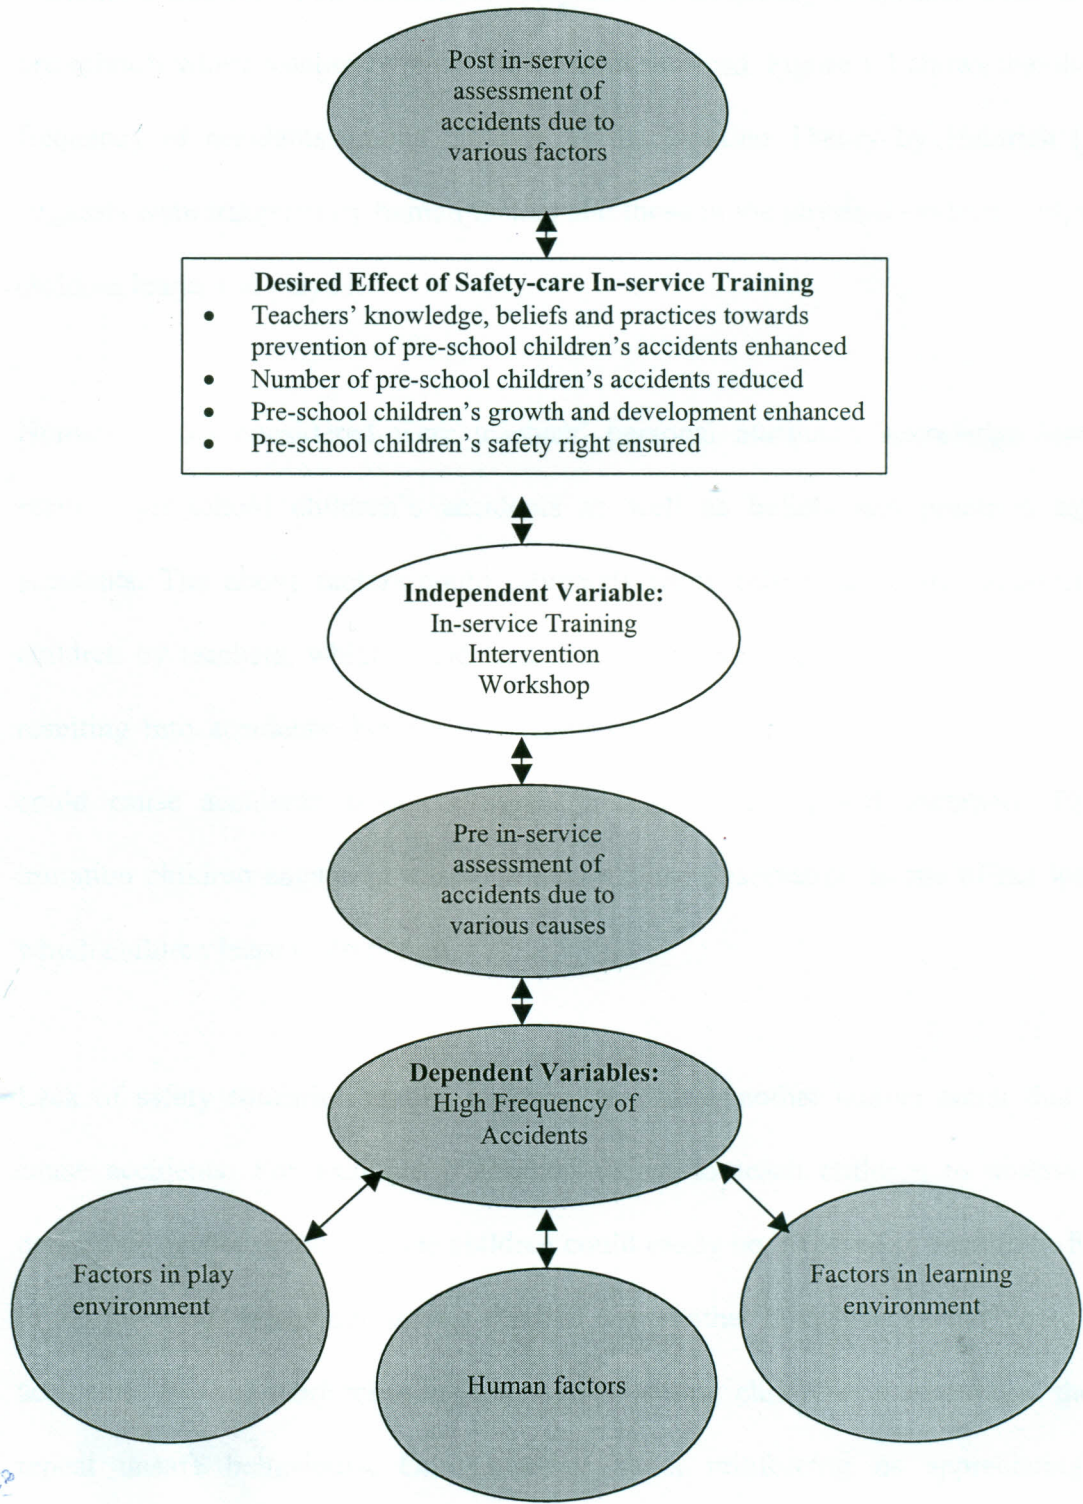 Post in-service
assessment of
accidents due to
various factors
Desired Effect of Safety-care In-service Training
• Teachers’ knowledge, beliefs and practices towards
prevention of pre-school children’s accidents enhanced
• Number of pre-school children’s accidents reduced
• Pre-school children’s growth and development enhanced
• Pre-school children’s safety right ensured
Independent Variable:
In-service Training
Intervention
Workshop
Pre in-service
assessment of
accidents due to
various causes
Dependent Variables:
High Frequency of
Accidents
Factors in play
environment
Human factors
Factors in learning
environment